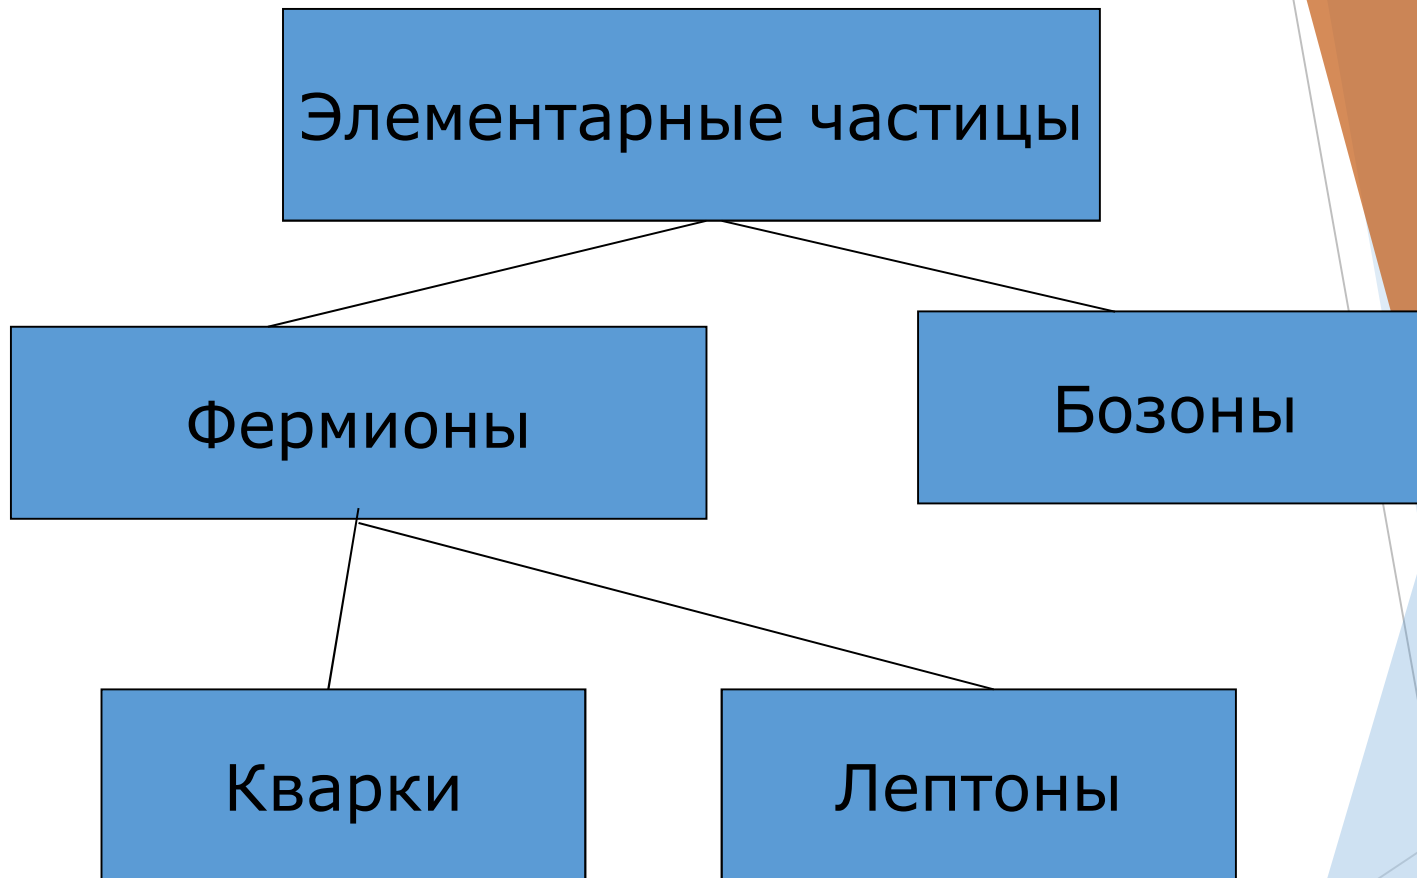 Элементарные частицы
Фермионы
Бозоны
Кварки
Лептоны